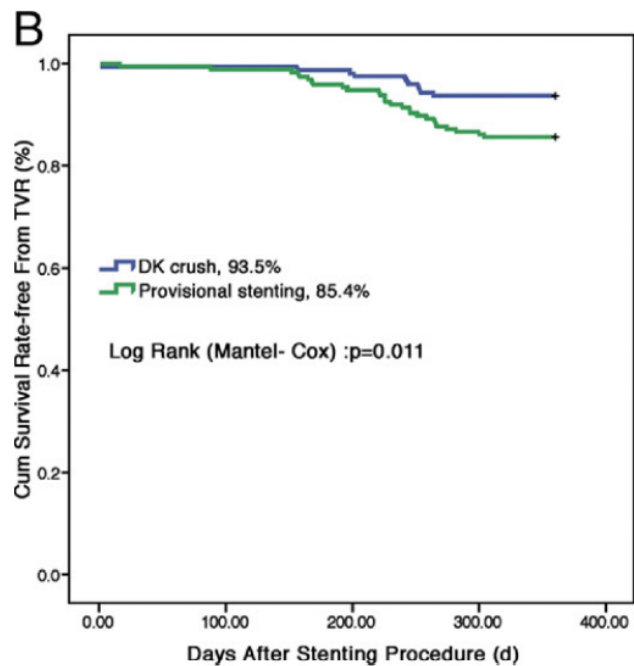 B
Cum Survival Rate-free From TVR (%)
1.0
0.8
0.6
0.4
0.2
0.0
DK crush, 93.5%
Provisional stenting, 85.4%
Log Rank (Mantel- Cox) :p=0.011
0.00 100.00 200.00 300.00 400.00
Days After Stenting Procedure (d)